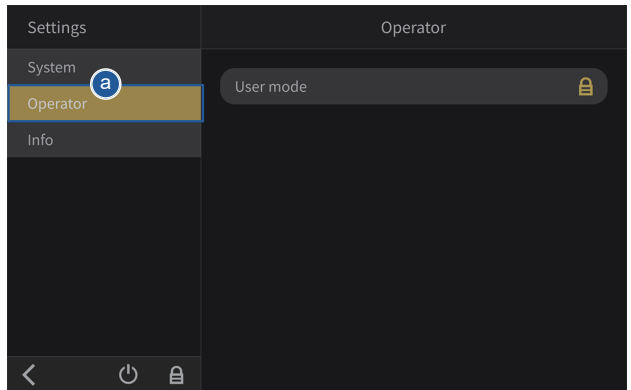 Settings
Operator
System
a
Operator
Info
User mode